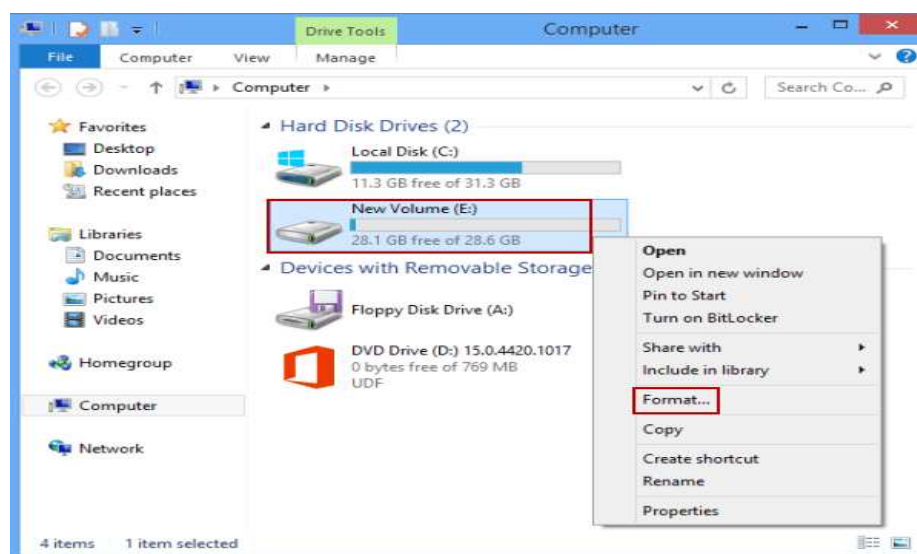 Drive Tools
Computer
File
Computer
View
Manage
Computer
Search Co...
Favorites
Desktop
Downloads
Recent places
Libraries
Documents
Music
Pictures
Videos
Homegroup
Computer
Network
Hard Disk Drives (2)
Local Disk (C:)
11.3 GB free of 31.3 GB
New Volume (E:)
28.1 GB free of 28.6 GB
Devices with Removable Storage
Floppy Disk Drive (A:)
DVD Drive (D:) 15.0.4420.1017
0 bytes free of 769 MB
UDF
Open
Open in new window
Pin to Start
Turn on BitLocker
Share with
Include in library
Format...
Copy
Create shortcut
Rename
Properties
4 items 1 item selected